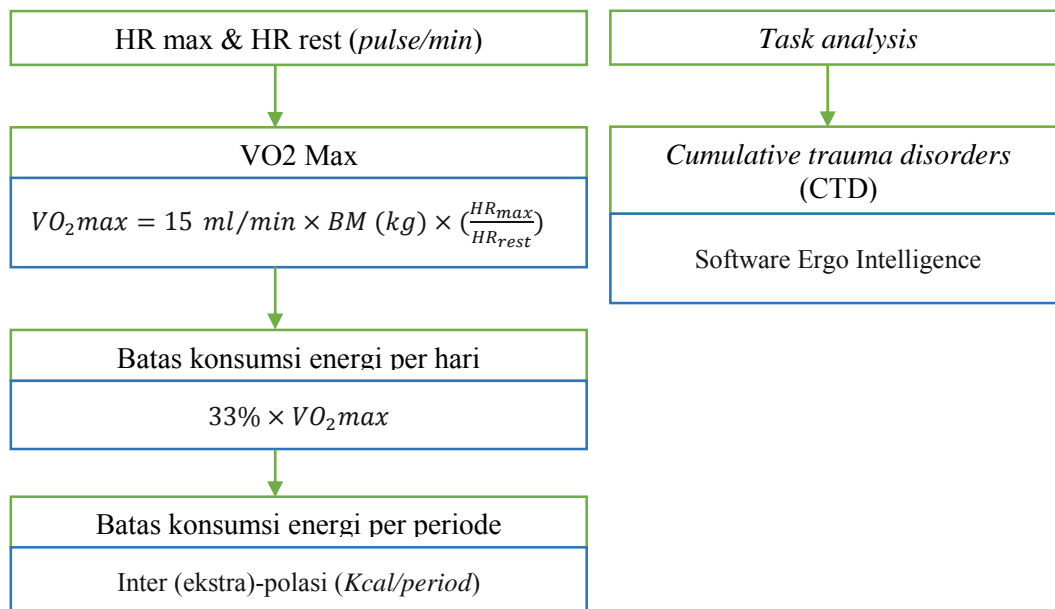 HR max & HR rest (pulse/min)
VO2 Max
VO₂max = 15 ml/min × BM (kg) × (HRmax/HRrest)
Batas konsumsi energi per hari
33% × VO₂max
Batas konsumsi energi per periode
Inter (ekstra)-polasi (Kcal/period)
Task analysis
Cumulative trauma disorders
(CTD)
Software Ergo Intelligence